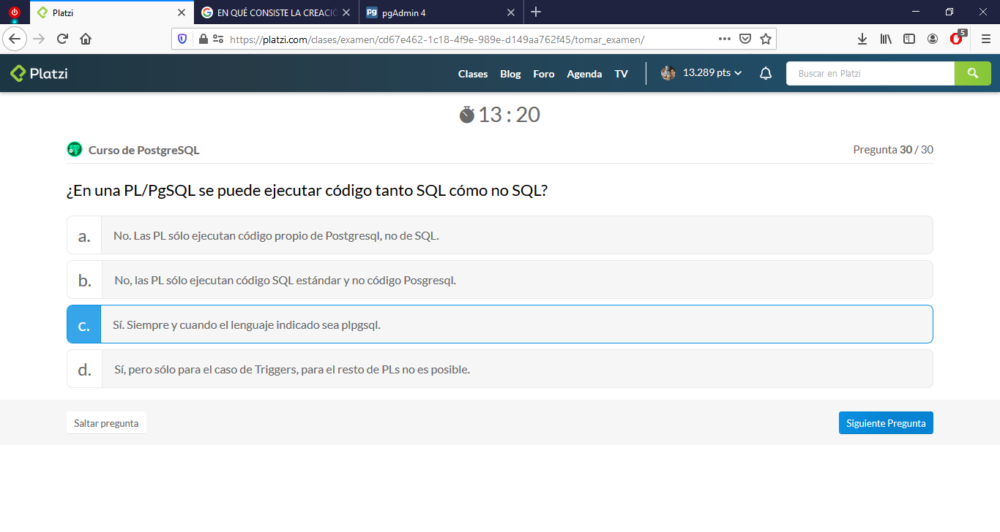 Platzi
EN QUÉ CONSISTE LA CREACIÓ
pgAdmin 4
https://platzi.com/clases/examen/cd67e462-1c18-4f9e-989e-d149aa762f45/tomar_examen/
5
Platzi
Clases
Blog
Foro
Agenda
TV
13.289 pts
Buscar en Platzi
13 : 20
Curso de PostgreSQL
Pregunta 30 / 30
¿En una PL/PgSQL se puede ejecutar código tanto SQL cómo no SQL?
a. No. Las PL sólo ejecutan código propio de Postgresql, no de SQL.
b. No, las PL sólo ejecutan código SQL estándar y no código Posgresql.
c. Sí. Siempre y cuando el lenguaje indicado sea plpgsql.
d. Sí, pero sólo para el caso de Triggers, para el resto de PLs no es posible.
Saltar pregunta
Siguiente Pregunta